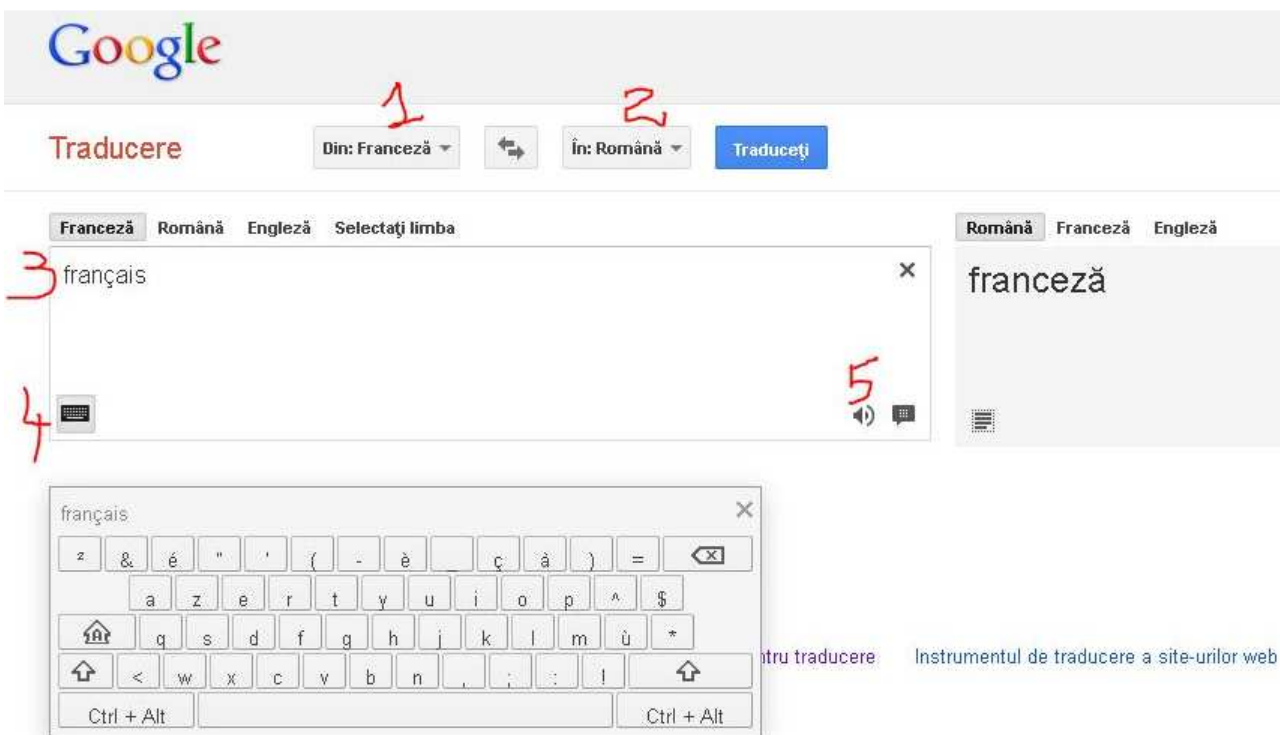 Google
1 2
Traducere Din: Franceză În: Română Traduceți
Franceză Română Engleză Selectați limba Română Franceză Engleză
3 français franceză
5
4
français
² & é " ' ( - è _ ç à ) =
a z e r t y u i o p ^ $
q s d f g h j k l m ù *
ntru traducere Instrumentul de traducere a site-urilor web
< w x c v b n , ; : !
Ctrl + Alt Ctrl + Alt